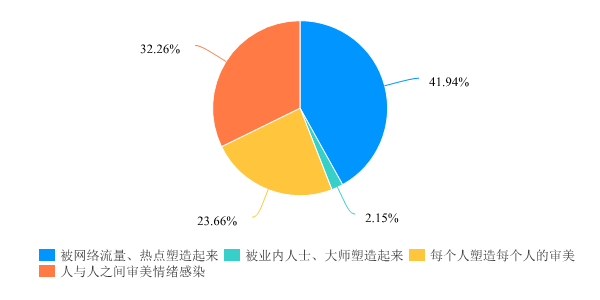 32.26%
41.94%
23.66%
2.15%
被网络流量、热点塑造起来 被业内人士、大师塑造起来 每个人塑造每个人的审美
人与人之间审美情绪感染